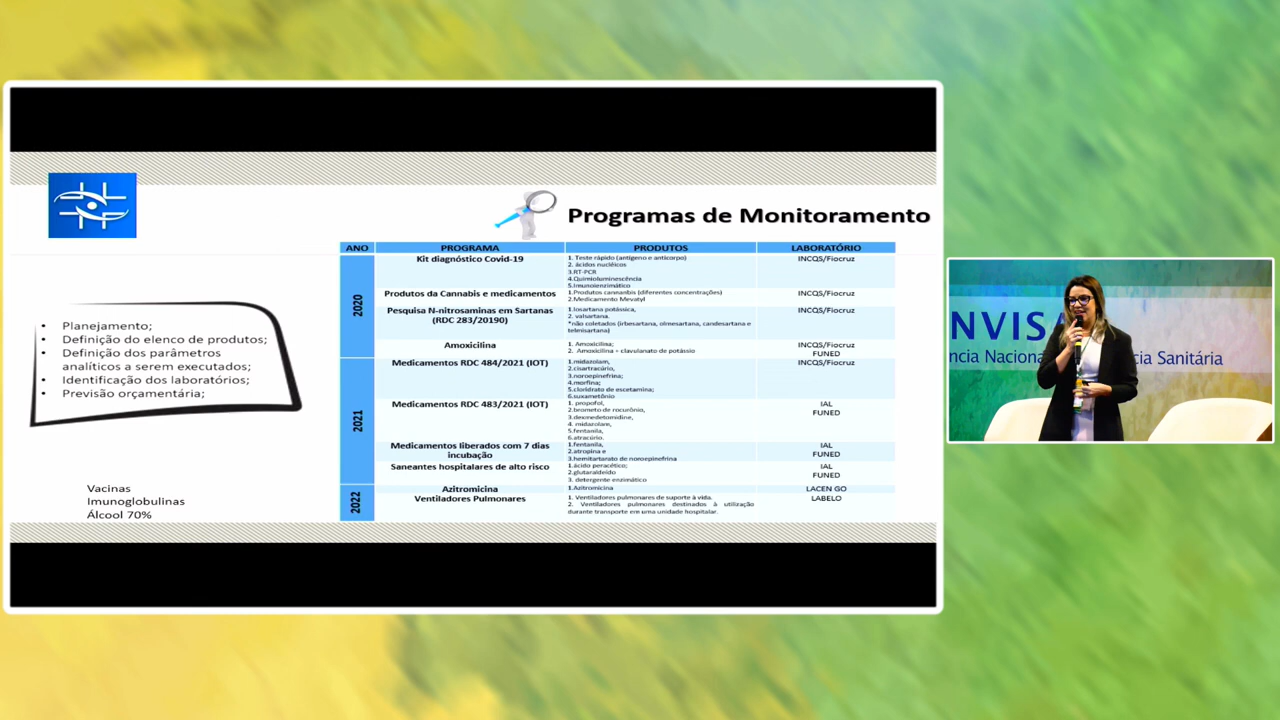 Programas de Monitoramento
ANO PROGRAMA PRODUTOS LABORATÓRIO
2020
Kit diagnóstico Covid-19
1. Teste rápido (antígeno e anticorpo)
2. ácidos nucléicos
3.RT-PCR
4.Quimioluminescência
5.Imunoenzimático
INCQS/Fiocruz
Produtos da Cannabis e medicamentos
1.Produtos cannanbis (diferentes concentrações)
2.Medicamento Mevatyl
INCQS/Fiocruz
Pesquisa N-nitrosaminas em Sartanas
(RDC 283/20190)
1.losartana potássica,
2. valsartana.
*não coletados (irbesartana, olmesartana, candesartana e
telmisartana)
INCQS/Fiocruz
Amoxicilina
1. Amoxicilina;
2. Amoxicilina + clavulanato de potássio
INCQS/Fiocruz
FUNED
2021
Medicamentos RDC 484/2021 (IOT)
1.midazolam,
2.cisartracúrio,
3.noroepinefrina;
4.morfina;
5.cloridrato de escetamina;
6.suxametônio
INCQS/Fiocruz
Medicamentos RDC 483/2021 (IOT)
1. propofol,
2.brometo de rocurônio,
3.dexmedetomidine,
4. midazolam,
5.fentanila,
6.atracúrio.
IAL
FUNED
Medicamentos liberados com 7 dias
incubação
1.fentanila,
2.atropina e
3.hemitartarato de noroepinefrina
IAL
FUNED
Saneantes hospitalares de alto risco
1.ácido peracético;
2.glutaraldeído
3. detergente enzimático
IAL
FUNED
2022
Azitromicina
1.Azitromicina
LACEN GO
Ventiladores Pulmonares
1. Ventiladores pulmonares de suporte à vida.
2. Ventiladores pulmonares destinados à utilização
durante transporte em uma unidade hospitalar.
LABELO
• Planejamento;
• Definição do elenco de produtos;
• Definição dos parâmetros
analíticos a serem executados;
• Identificação dos laboratórios;
• Previsão orçamentária;
Vacinas
Imunoglobulinas
Álcool 70%
NVISA
ncia Naciona cia Sanitária